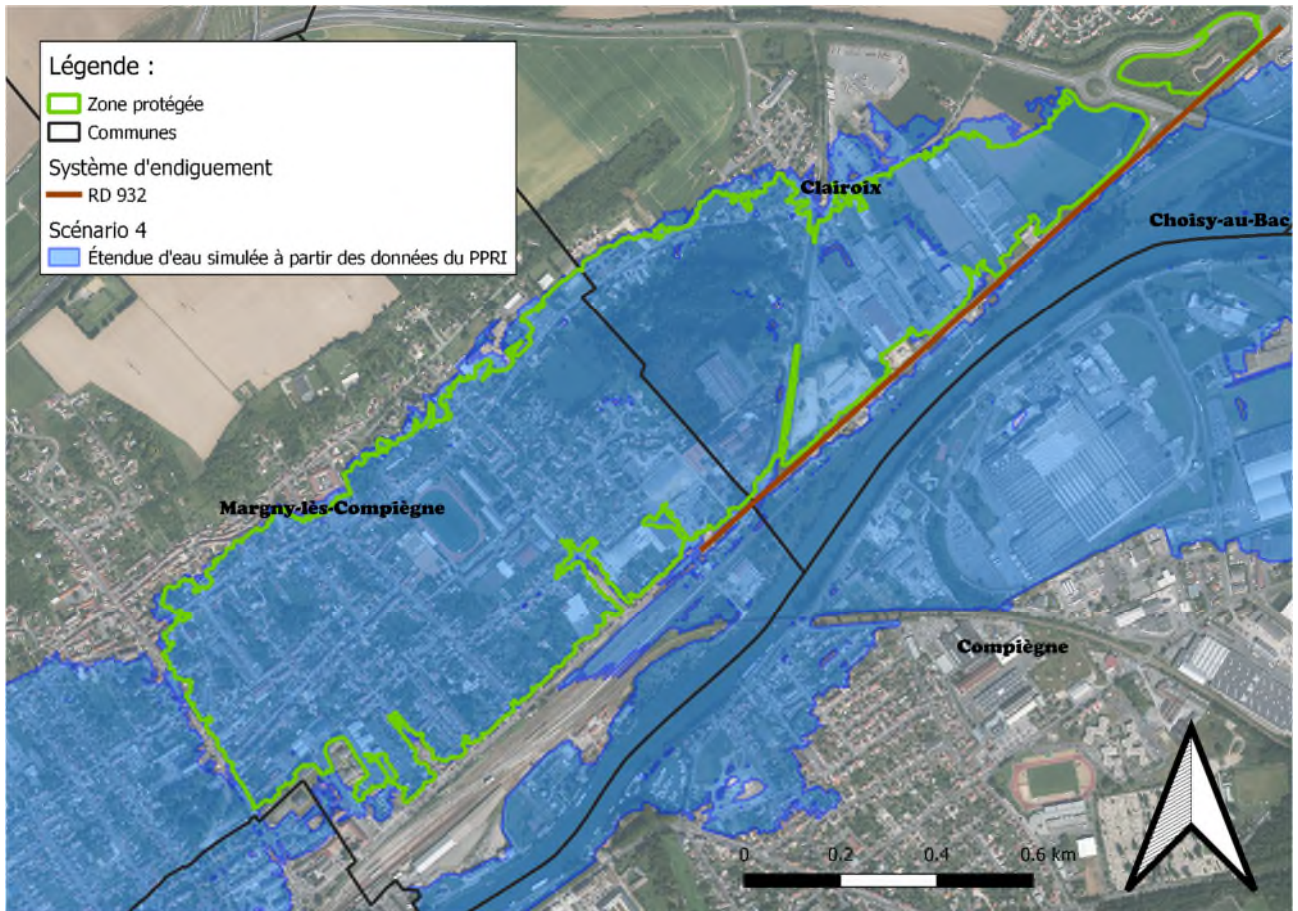 Légende :
Zone protégée
Communes
Système d'endiguement
RD 932
Scénario 4
Étendue d'eau simulée à partir des données du PPRI
Clairoix
Choisy-au-Bac
Margny-lès-Compiègne
Compiègne
0 0.2 0.4 0.6 km